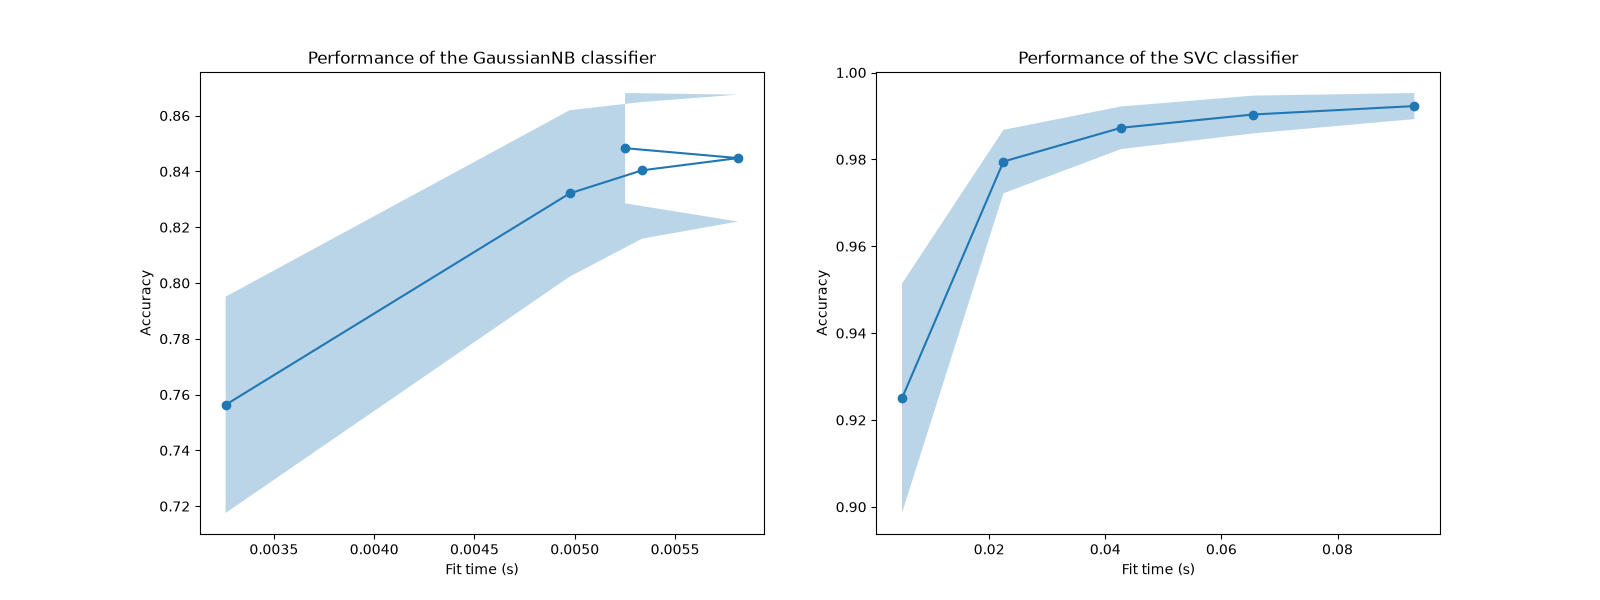 Performance of the GaussianNB classifier
0.86
0.84
0.82
0.80
0.78
0.76
0.74
0.72
Accuracy
0.0035 0.0040 0.0045 0.0050 0.0055
Fit time (s)
Performance of the SVC classifier
1.00
0.98
0.96
0.94
0.92
0.90
Accuracy
0.02 0.04 0.06 0.08
Fit time (s)